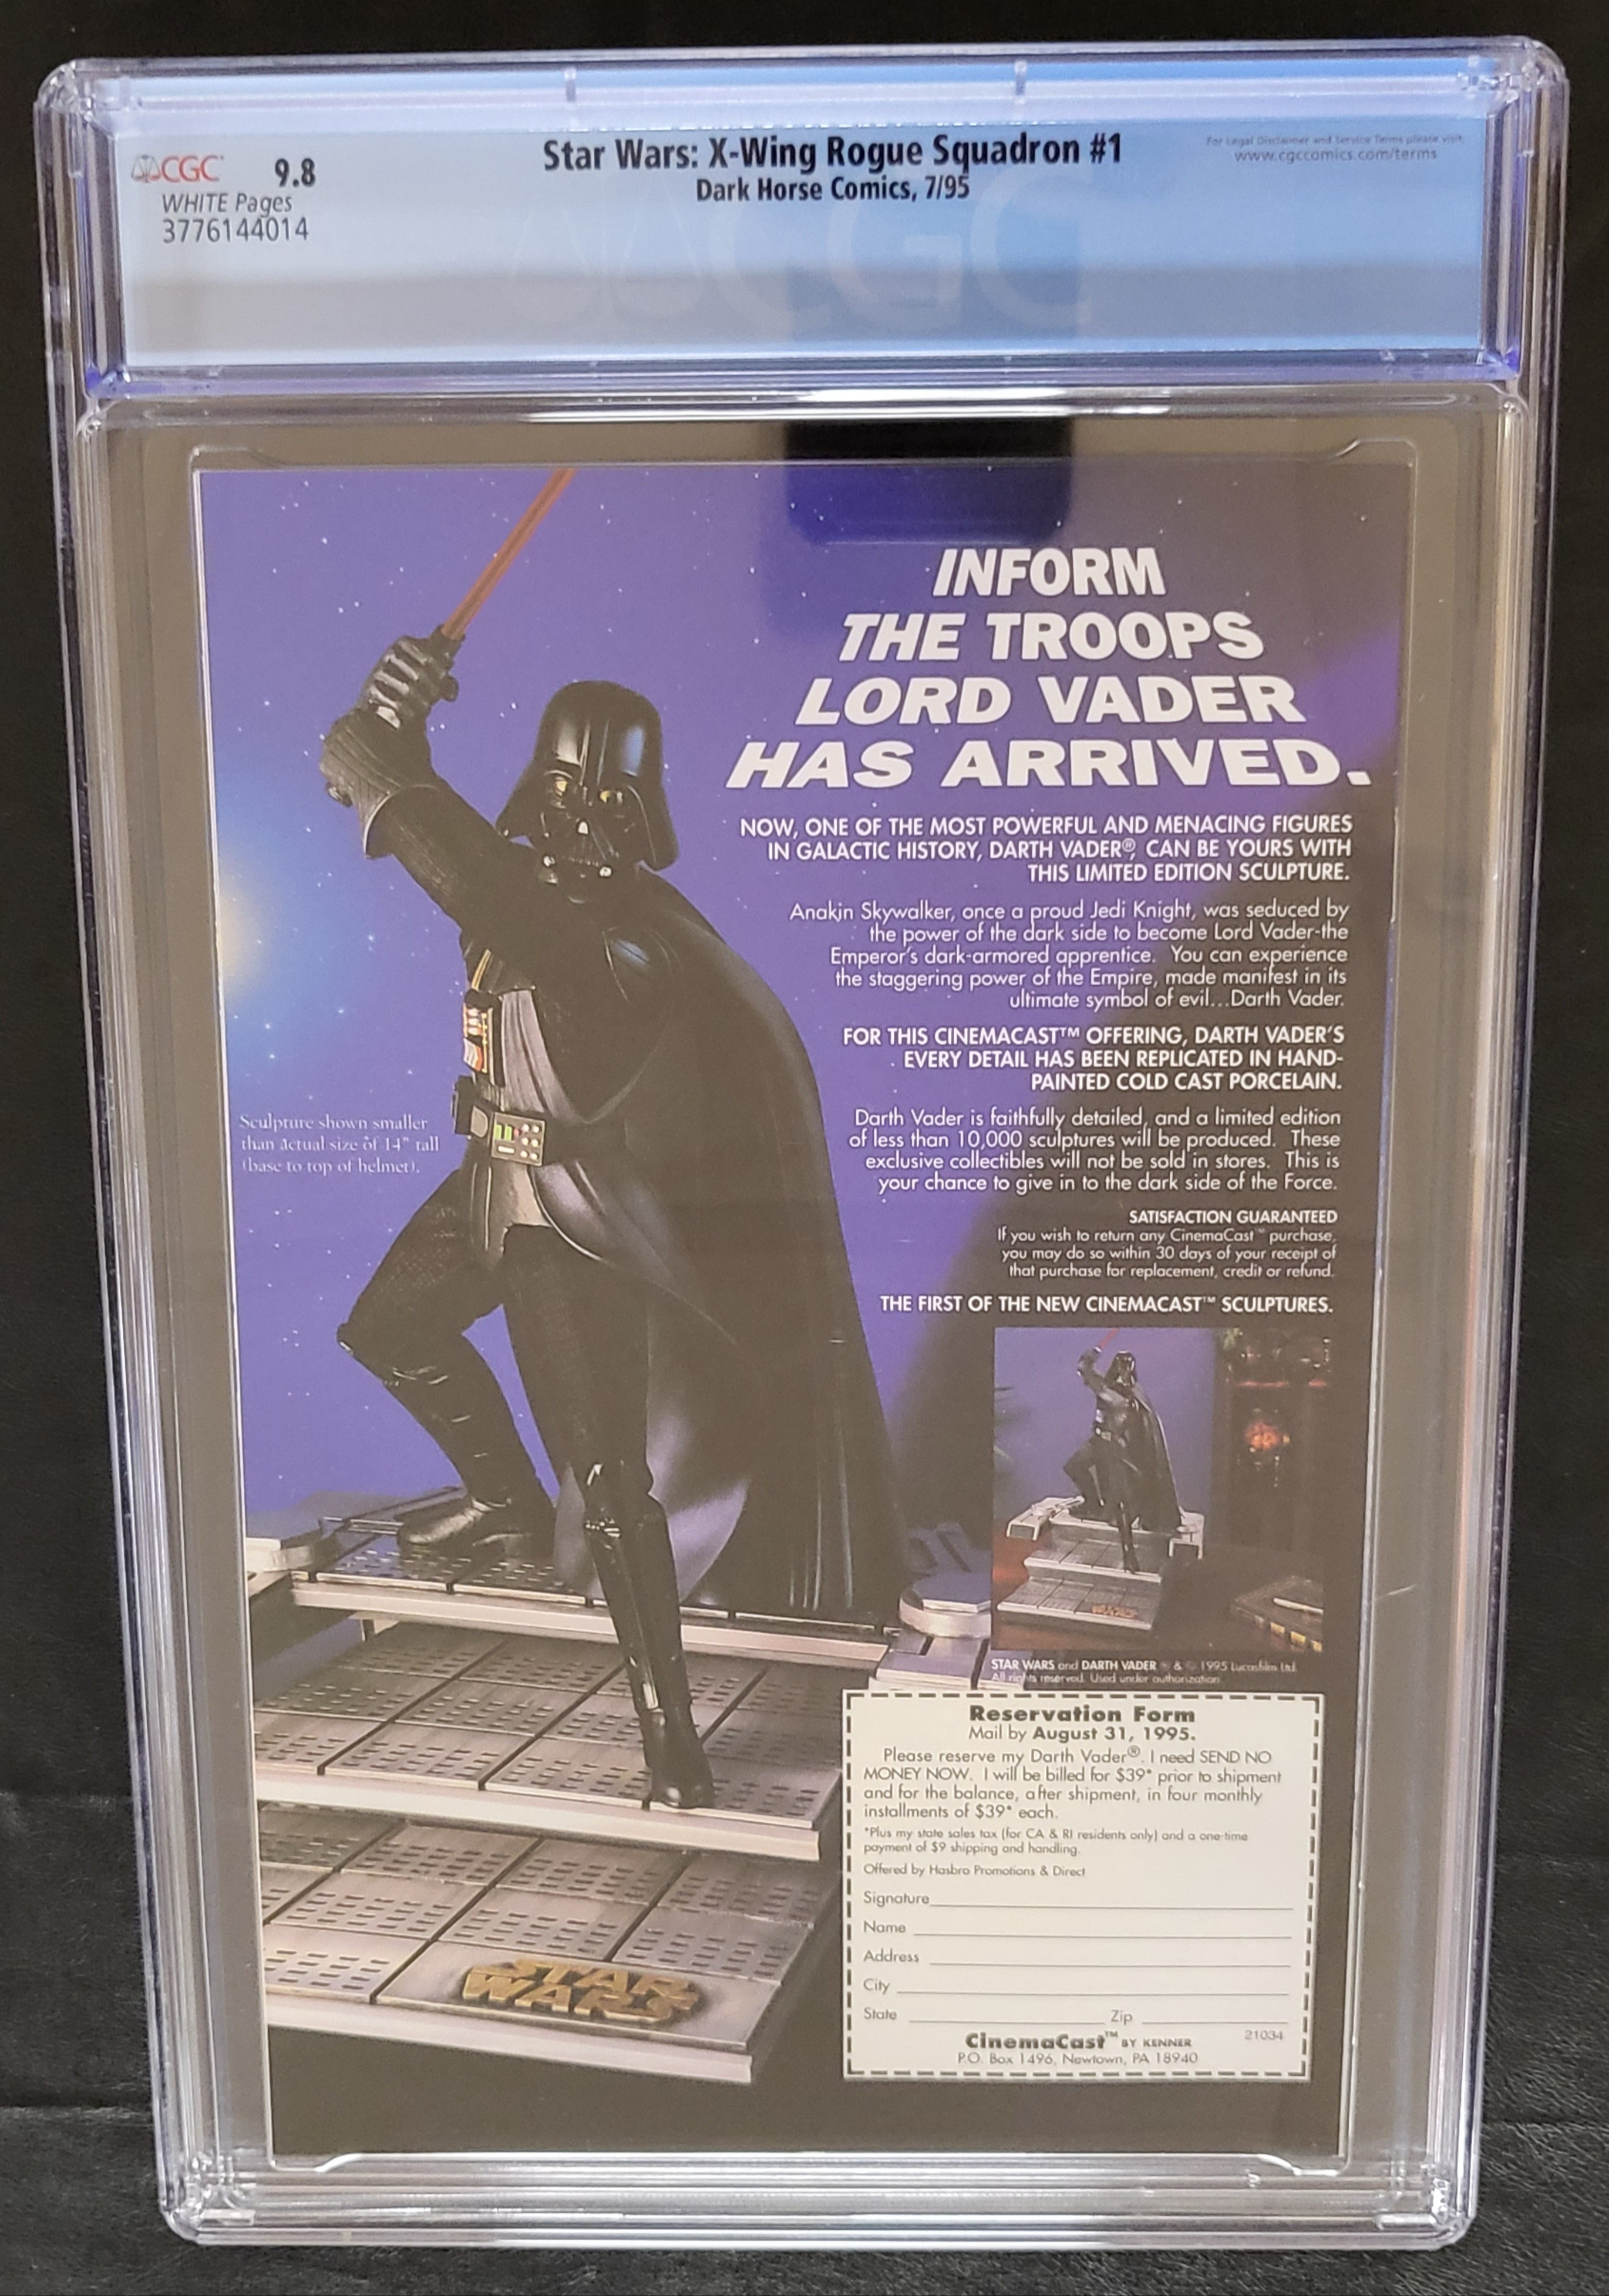 CGC 9.8
WHITE Pages
3776144014
Star Wars: X-Wing Rogue Squadron #1
Dark Horse Comics, 7/95
For Legal Disclaimer and Service Terms please visit
www.cgccomics.com/terms
CGC
INFORM
THE TROOPS
LORD VADER
HAS ARRIVED.
NOW, ONE OF THE MOST POWERFUL AND MENACING FIGURES
IN GALACTIC HISTORY, DARTH VADER®, CAN BE YOURS WITH
THIS LIMITED EDITION SCULPTURE.
Anakin Skywalker, once a proud Jedi Knight, was seduced by
the power of the dark side to become Lord Vader-the
Emperor's dark-armored apprentice. You can experience
the staggering power of the Empire, made manifest in its
ultimate symbol of evil...Darth Vader.
FOR THIS CINEMACAST™ OFFERING, DARTH VADER'S
EVERY DETAIL HAS BEEN REPLICATED IN HAND-
PAINTED COLD CAST PORCELAIN.
Darth Vader is faithfully detailed, and a limited edition
of less than 10,000 sculptures will be produced. These
exclusive collectibles will not be sold in stores. This is
your chance to give in to the dark side of the Force.
Sculpture shown smaller
than actual size of 14" tall
(base to top of helmet).
SATISFACTION GUARANTEED
If you wish to return any CinemaCast™ purchase,
you may do so within 30 days of your receipt of
that purchase for replacement, credit or refund.
THE FIRST OF THE NEW CINEMACAST™ SCULPTURES.
STAR WARS
STAR WARS and DARTH VADER ® & © 1995 Lucasfilm Ltd.
All rights reserved. Used under authorization.
Reservation Form
Mail by August 31, 1995.
Please reserve my Darth Vader®. I need SEND NO
MONEY NOW. I will be billed for $39* prior to shipment
and for the balance, after shipment, in four monthly
installments of $39* each.
*Plus my state sales tax (for CA & RI residents only) and a one-time
payment of $9 shipping and handling.
Offered by Hasbro Promotions & Direct
Signature
Name
Address
City
State Zip
CinemaCast™ BY KENNER 21034
P.O. Box 1496, Newtown, PA 18940
STAR
WARS